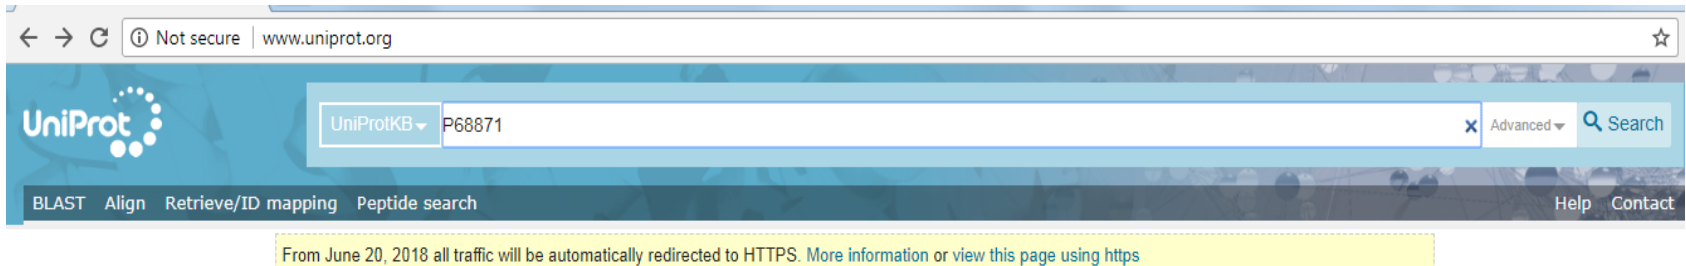 Not secure | www.uniprot.org
UniProt
UniProtKB P68871 × Advanced Search
BLAST Align Retrieve/ID mapping Peptide search Help Contact
From June 20, 2018 all traffic will be automatically redirected to HTTPS. More information or view this page using https